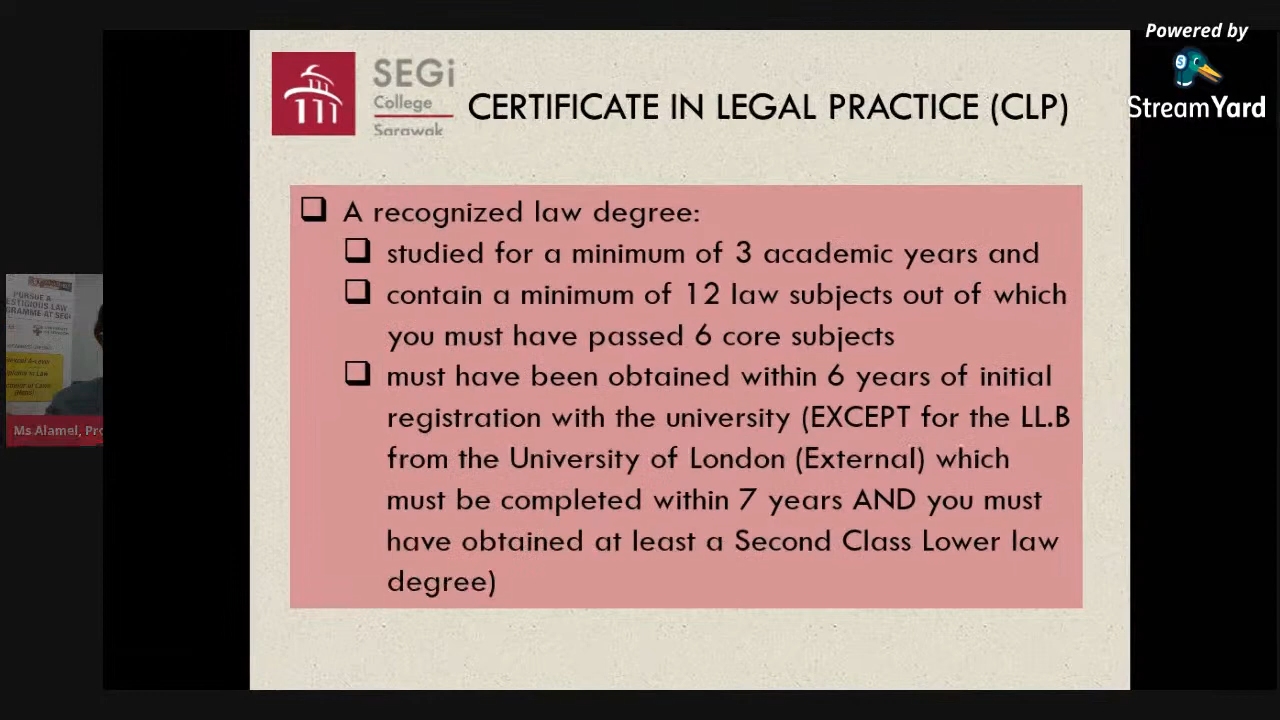 Powered by
StreamYard
SEGi
College
Sarawak
CERTIFICATE IN LEGAL PRACTICE (CLP)
A recognized law degree:
studied for a minimum of 3 academic years and
contain a minimum of 12 law subjects out of which
you must have passed 6 core subjects
must have been obtained within 6 years of initial
registration with the university (EXCEPT for the LL.B
from the University of London (External) which
must be completed within 7 years AND you must
have obtained at least a Second Class Lower law
degree)
PURSUE A
Ms Alamel,